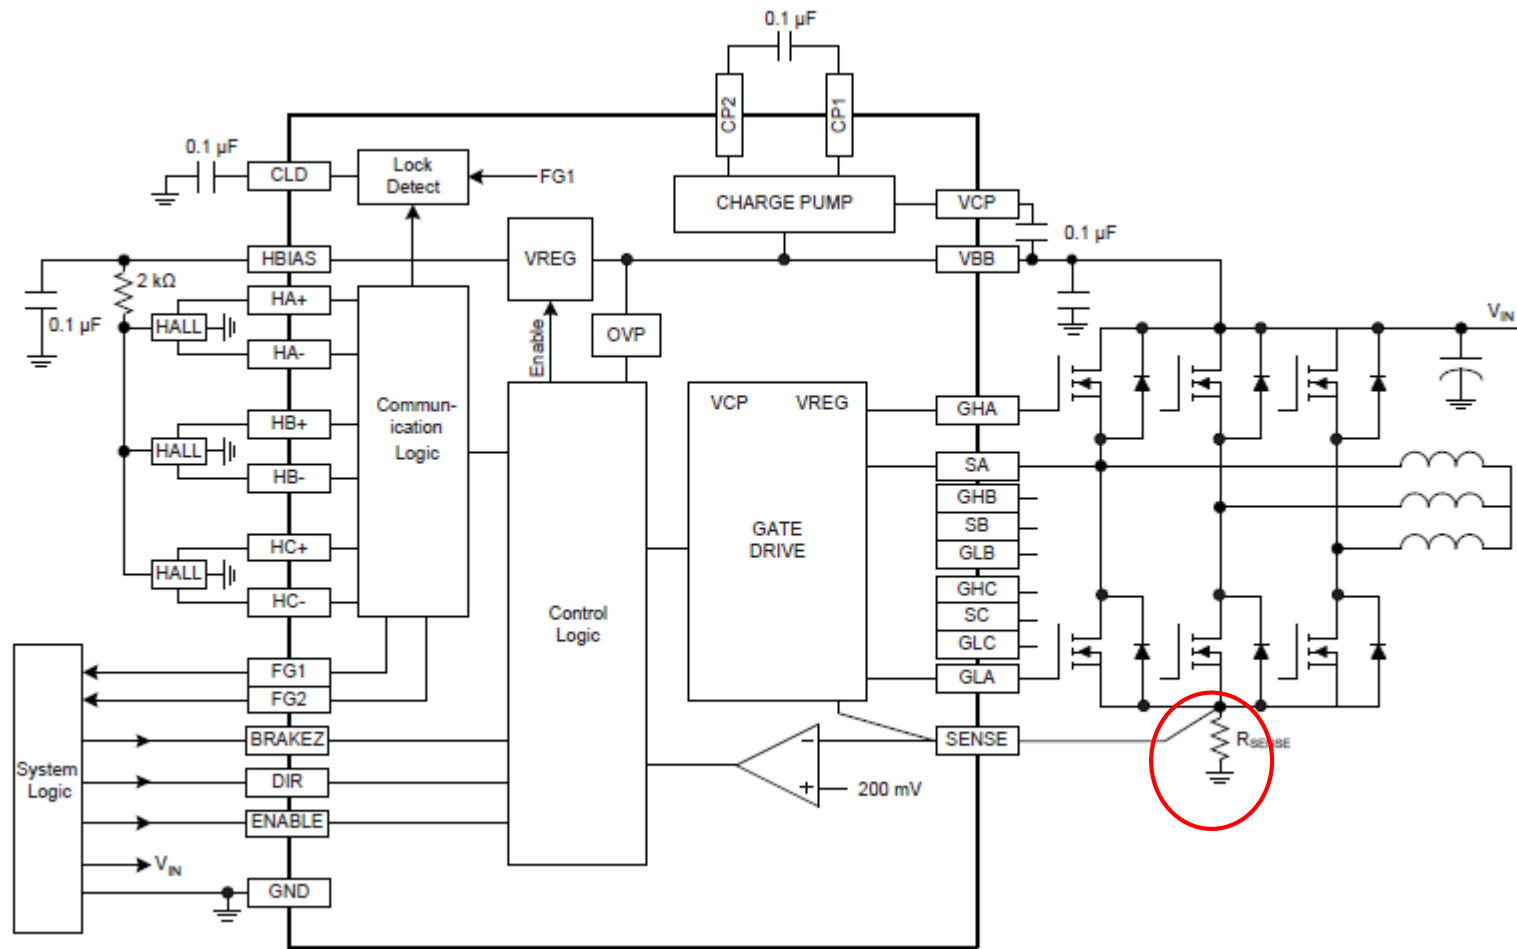 0.1 µF
CP2
CP1
0.1 µF
CLD
Lock
Detect
FG1
CHARGE PUMP
VCP
0.1 µF
HBIAS
VREG
VBB
2 kΩ
0.1 µF
HA+
HALL
HA-
Enable
OVP
V_IN
HB+
HALL
HB-
Commun-
ication
Logic
VCP
VREG
GHA
SA
GHB
SB
GLB
GATE
DRIVE
HC+
HALL
HC-
Control
Logic
GHC
SC
GLC
GLA
FG1
FG2
BRAKEZ
SENSE
R_SENSE
System
Logic
DIR
−
+
200 mV
ENABLE
V_IN
GND